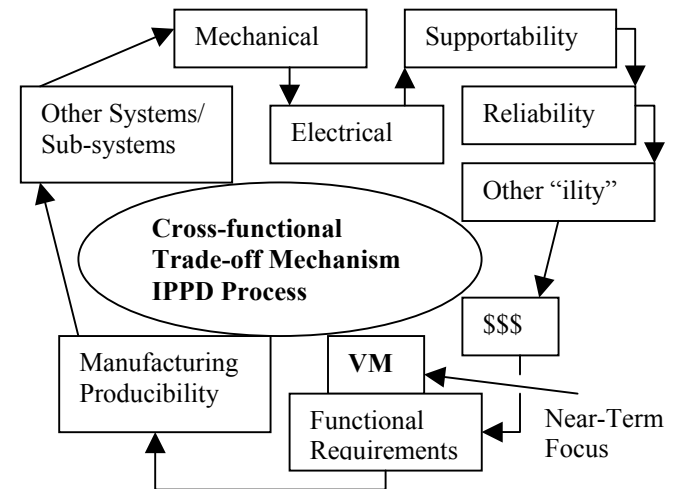 Mechanical
Supportability
Other Systems/
Sub-systems
Electrical
Reliability
Other “ility”
Cross-functional
Trade-off Mechanism
IPPD Process
$$$
Manufacturing
Producibility
VM
Functional
Requirements
Near-Term
Focus